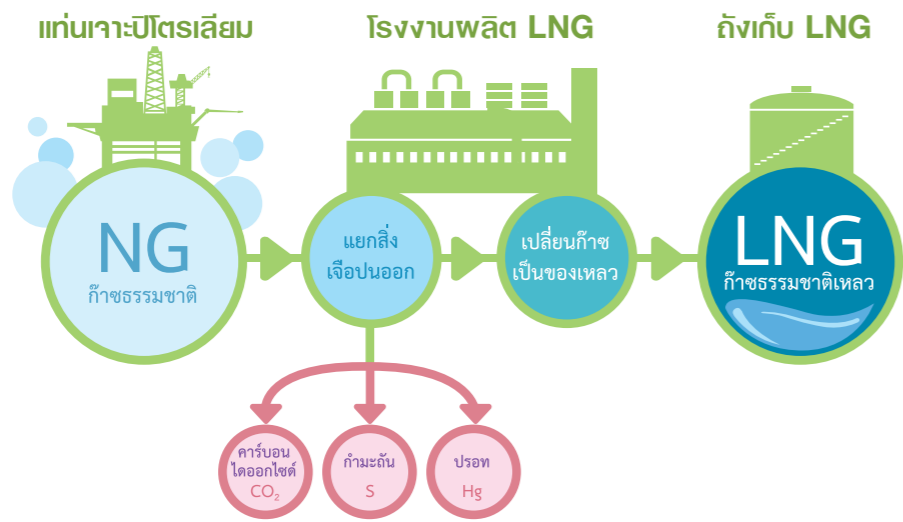 แท่นเจาะปิโตรเลียม
โรงงานผลิต LNG
ถังเก็บ LNG
NG
ก๊าซธรรมชาติ
แยกสิ่ง
เจือปนออก
เปลี่ยนก๊าซ
เป็นของเหลว
LNG
ก๊าซธรรมชาติเหลว
คาร์บอน
ไดออกไซต์
CO₂
กำมะถัน
S
ปรอท
Hg